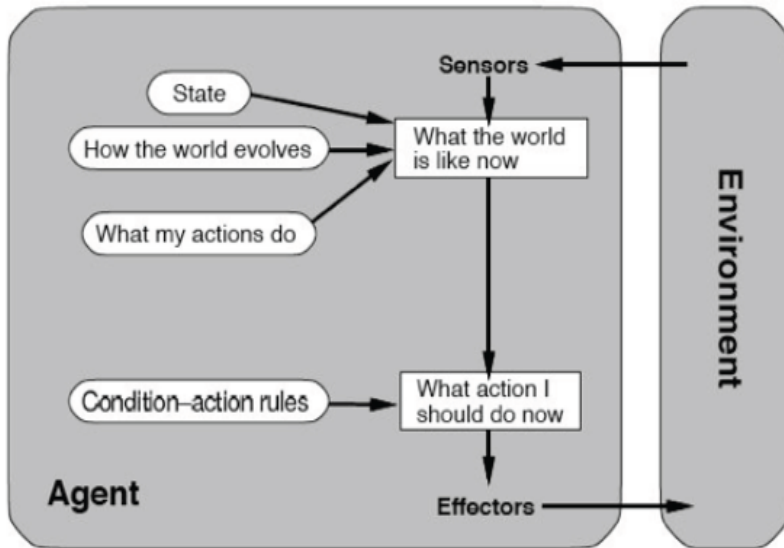 Sensors
State
What the world
is like now
How the world evolves
What my actions do
Environment
Condition–action rules
What action I
should do now
Agent
Effectors